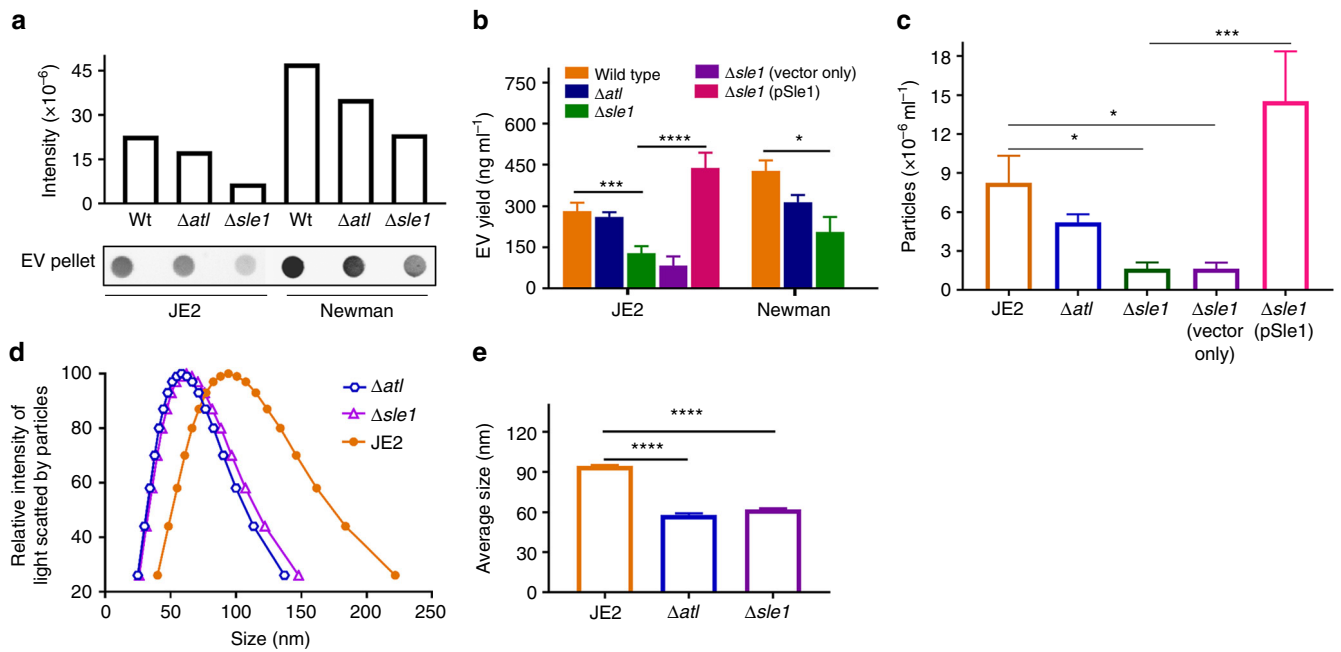 a
Intensity (×10⁻⁶)
45
30
15
0
Wt Δatl Δsle1 Wt Δatl Δsle1
EV pellet
JE2 Newman
b
EV yield (ng ml⁻¹)
750
600
450
300
150
0
Wild type
Δatl
Δsle1
Δsle1 (vector only)
Δsle1 (pSle1)
***
****
*
JE2 Newman
c
Particles (×10⁻⁶ ml⁻¹)
18
15
12
9
6
3
0
***
*
*
JE2 Δatl Δsle1 Δsle1 Δsle1
(vector (pSle1)
only)
d
Relative intensity of
light scatted by particles
100
80
60
40
20
0 50 100 150 200 250
Size (nm)
Δatl
Δsle1
JE2
e
Average size (nm)
120
90
60
30
0
****
****
JE2 Δatl Δsle1